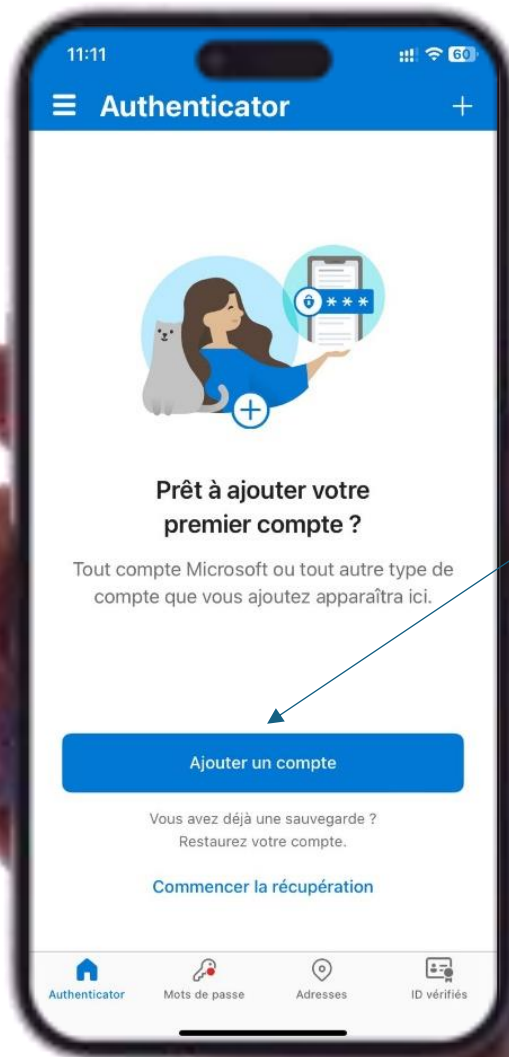 11:11
60
Authenticator
***
Prêt à ajouter votre
premier compte ?
Tout compte Microsoft ou tout autre type de
compte que vous ajoutez apparaîtra ici.
Ajouter un compte
Vous avez déjà une sauvegarde ?
Restaurez votre compte.
Commencer la récupération
Authenticator Mots de passe Adresses ID vérifiés